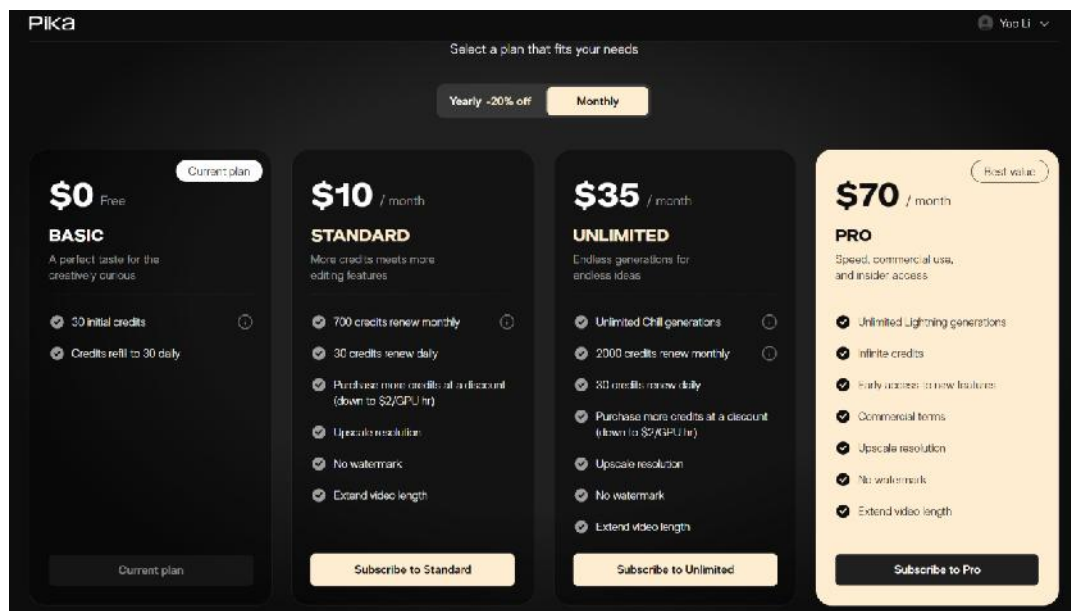 Pika
Yao Li
Select a plan that fits your needs
Yearly -20% off
Monthly
Current plan
$0 Free
BASIC
A perfect taste for the
creatively curious
30 initial credits
Credits refill to 30 daily
Current plan
$10 / month
STANDARD
More credits meets more
editing features
700 credits renew monthly
30 credits renew daily
Purchase more credits at a discount
(down to $2/GPU hr)
Upscale resolution
No watermark
Extend video length
Subscribe to Standard
$35 / month
UNLIMITED
Endless generations for
endless ideas
Unlimited Chill generations
2000 credits renew monthly
30 credits renew daily
Purchase more credits at a discount
(down to $2/GPU hr)
Upscale resolution
No watermark
Extend video length
Subscribe to Unlimited
Best value
$70 / month
PRO
Speed, commercial use,
and insider access
Unlimited Lightning generations
Infinite credits
Early access to new features
Commercial terms
Upscale resolution
No watermark
Extend video length
Subscribe to Pro